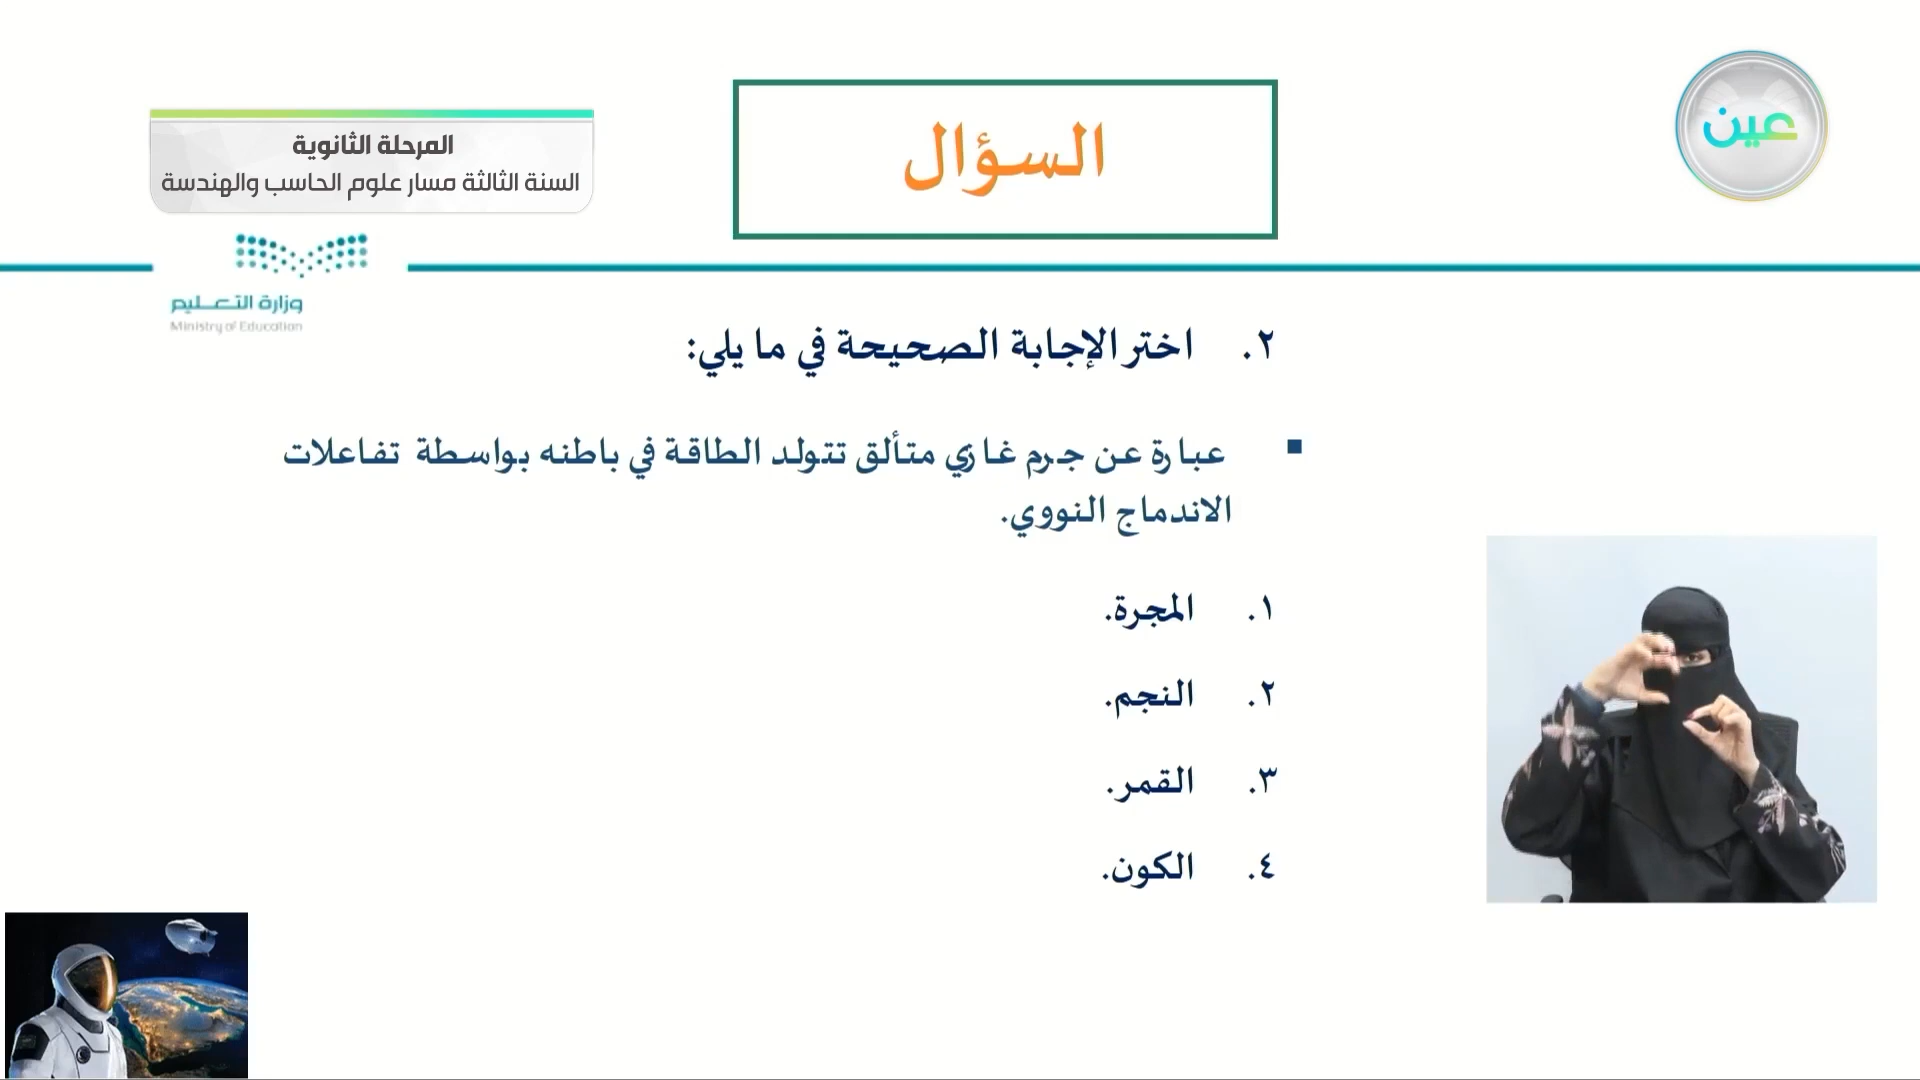 عين
السؤال
المرحلة الثانوية
السنة الثالثة مسار علوم الحاسب والهندسة
وزارة التعليم
Ministry of Education
٢. اختر الإجابة الصحيحة في ما يلي:
▪ عبارة عن جرم غازي متألق تتولد الطاقة في باطنه بواسطة تفاعلات
الاندماج النووي.
١. المجرة.
٢. النجم.
٣. القمر.
٤. الكون.